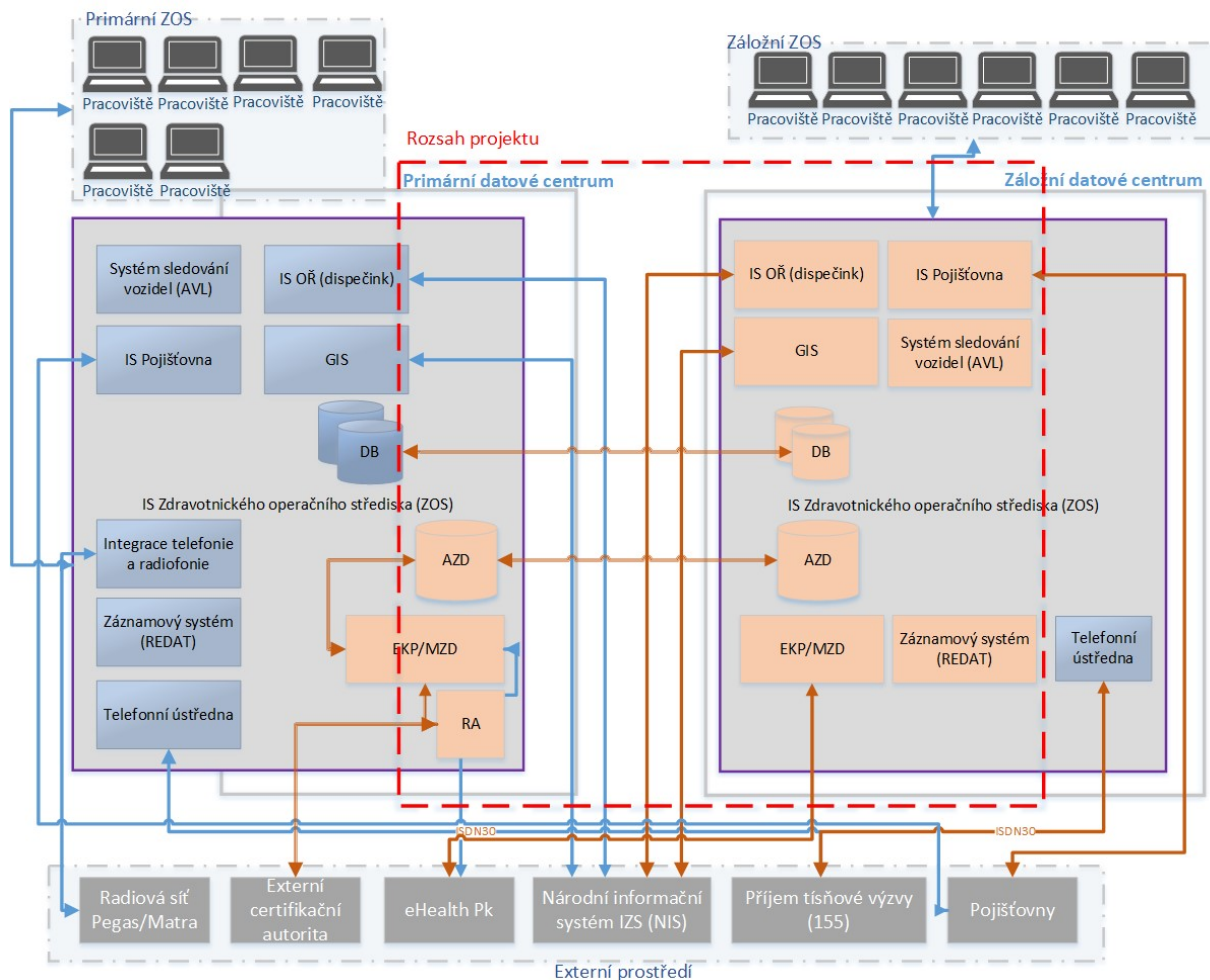 Primární ZOS
Pracoviště Pracoviště Pracoviště Pracoviště
Pracoviště Pracoviště
Záložní ZOS
Pracoviště Pracoviště Pracoviště Pracoviště Pracoviště Pracoviště
Rozsah projektu
Primární datové centrum
Záložní datové centrum
Systém sledování
vozidel (AVL)
IS OŘ (dispečink)
IS Pojišťovna
GIS
DB
IS Zdravotnického operačního střediska (ZOS)
Integrace telefonie
a radiofonie
AZD
Záznamový systém
(REDAT)
EKP/MZD
Telefonní ústředna
RA
IS OŘ (dispečink)
IS Pojišťovna
GIS
Systém sledování
vozidel (AVL)
DB
IS Zdravotnického operačního střediska (ZOS)
AZD
EKP/MZD
Záznamový systém
(REDAT)
Telefonní
ústředna
ISDN30
ISDN30
Radiová síť
Pegas/Matra
Externí
certifikační
autorita
eHealth Pk
Národní informační
systém IZS (NIS)
Příjem tísňové výzvy
(155)
Pojišťovny
Externí prostředí